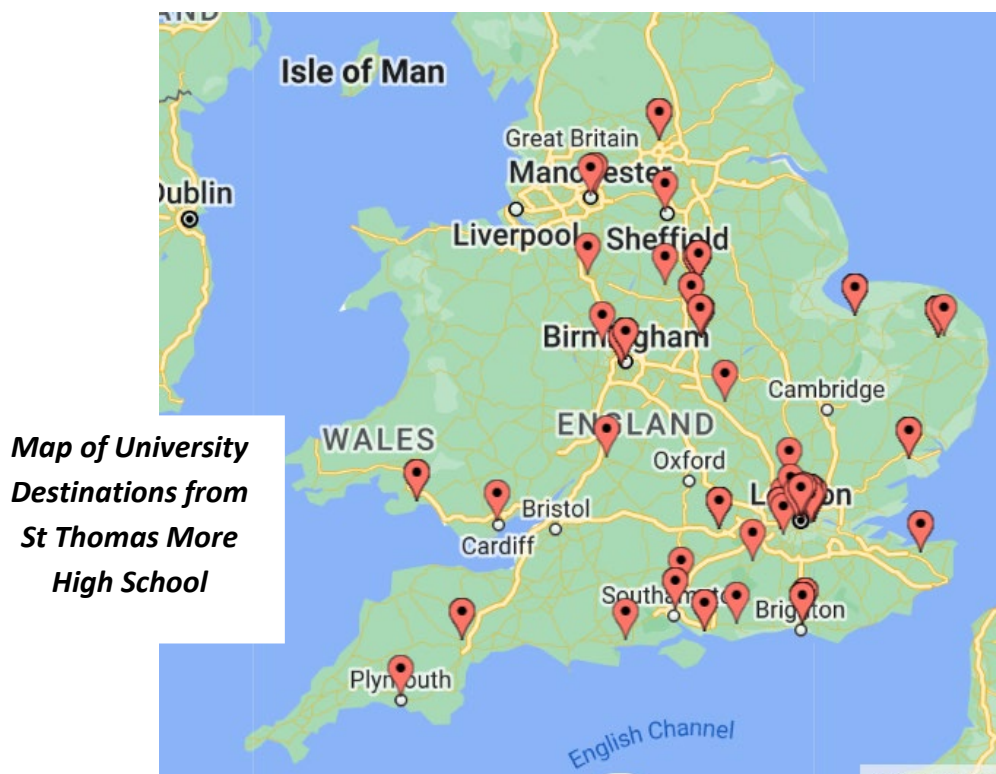 AND
Isle of Man
Great Britain
Manchester
Dublin
Liverpool
Sheffield
Birmingham
Cambridge
WALES
ENGLAND
Oxford
London
Bristol
Cardiff
Southampton
Brighton
Plymouth
English Channel
Map of University
Destinations from
St Thomas More
High School